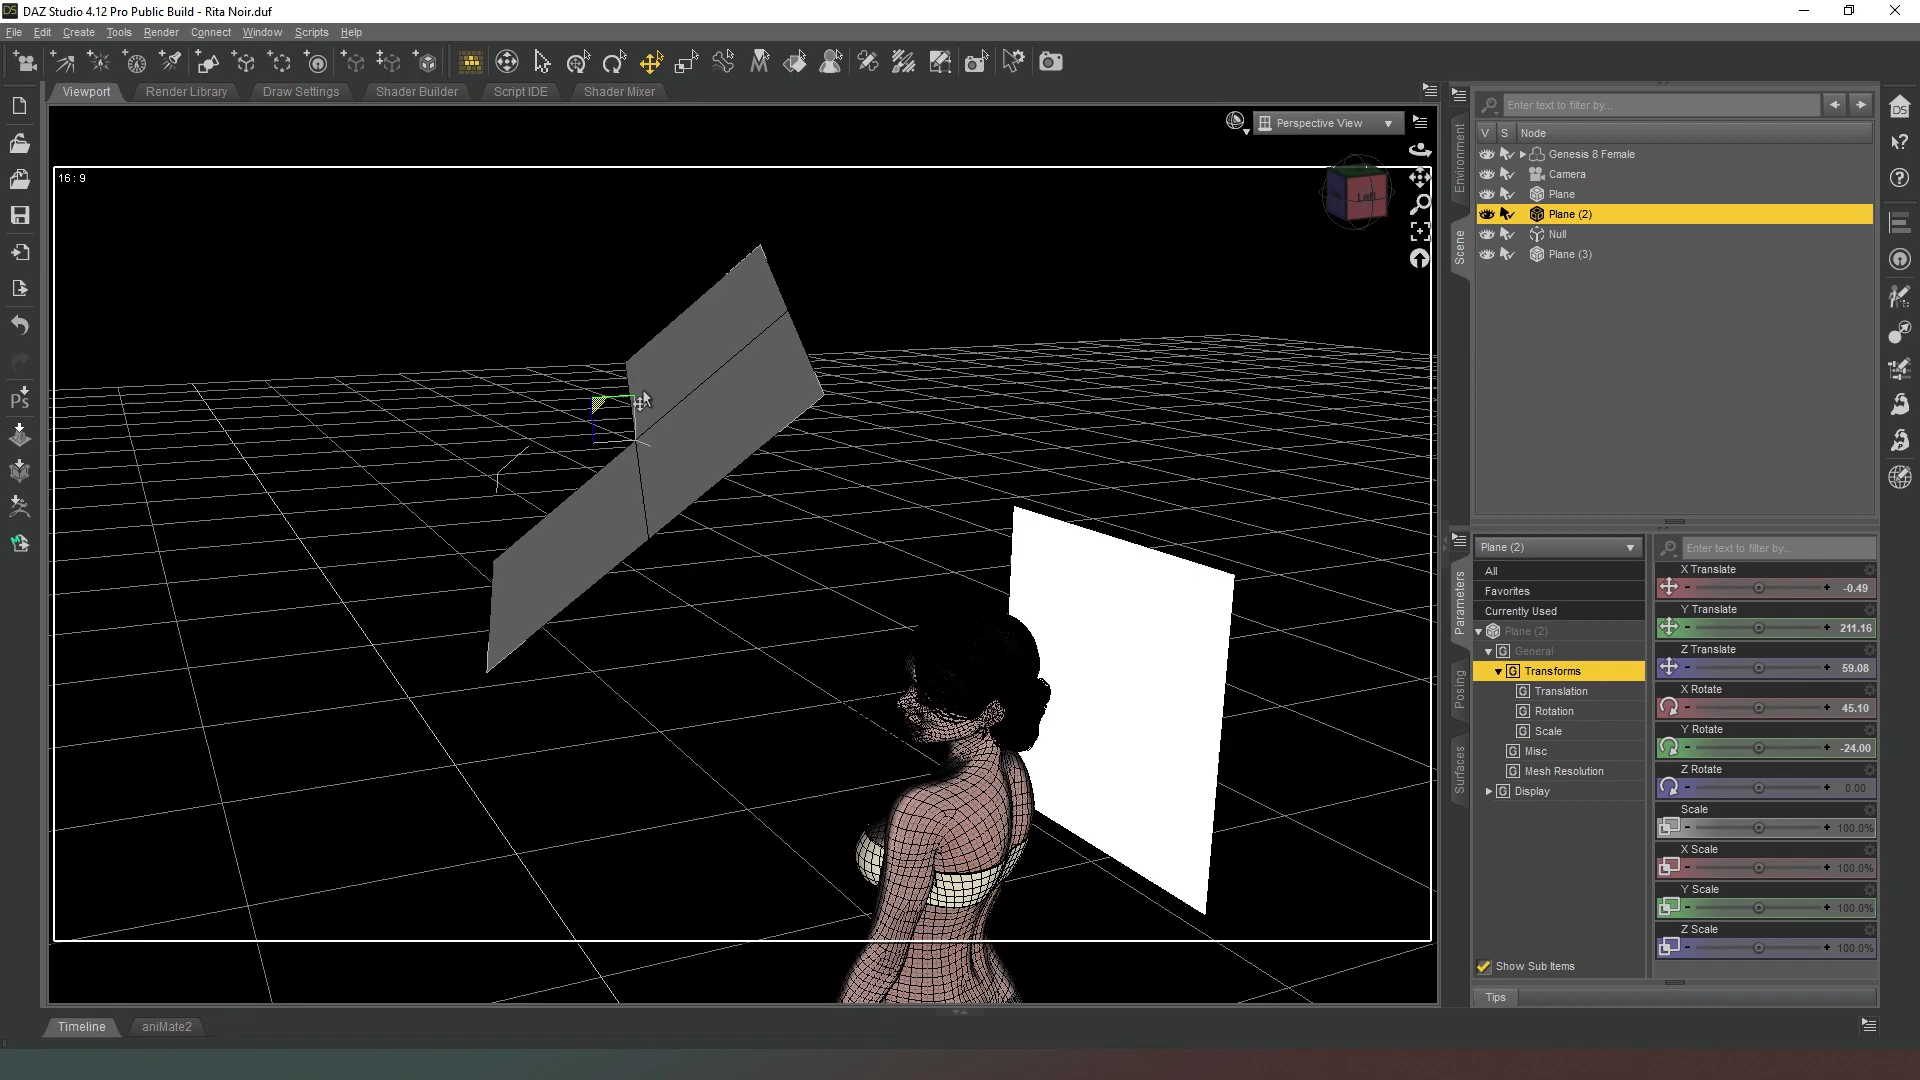 DAZ Studio 4.12 Pro Public Build - Rita Noir.duf
File Edit Create Tools Render Connect Window Scripts Help
Viewport Render Library Draw Settings Shader Builder Script IDE Shader Mixer
Perspective View
16 : 9
Left
Environment
Scene
Enter text to filter by...
V S Node
Genesis 8 Female
Camera
Plane
Plane (2)
Null
Plane (3)
DS
Ps
Parameters
Posing
Surfaces
Plane (2)
All
Favorites
Currently Used
Plane (2)
G General
G Transforms
G Translation
G Rotation
G Scale
G Misc
G Mesh Resolution
G Display
Show Sub Items
Enter text to filter by...
X Translate
-0.49
Y Translate
211.16
Z Translate
59.08
X Rotate
45.10
Y Rotate
-24.00
Z Rotate
0.00
Scale
100.0%
X Scale
100.0%
Y Scale
100.0%
Z Scale
100.0%
Tips
Timeline aniMate2